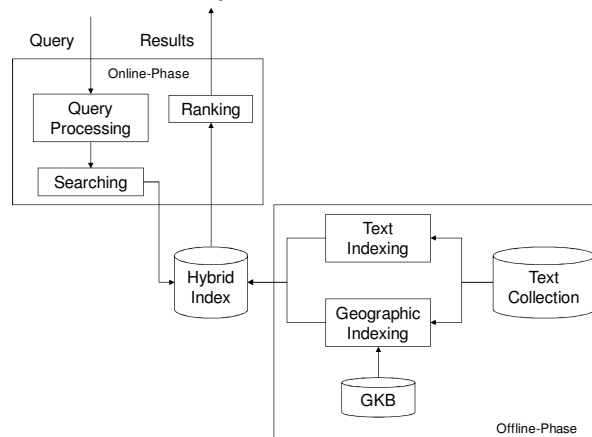 Query
Results
Online-Phase
Query
Processing
Ranking
Searching
Text
Indexing
Hybrid
Index
Text
Collection
Geographic
Indexing
GKB
Offline-Phase